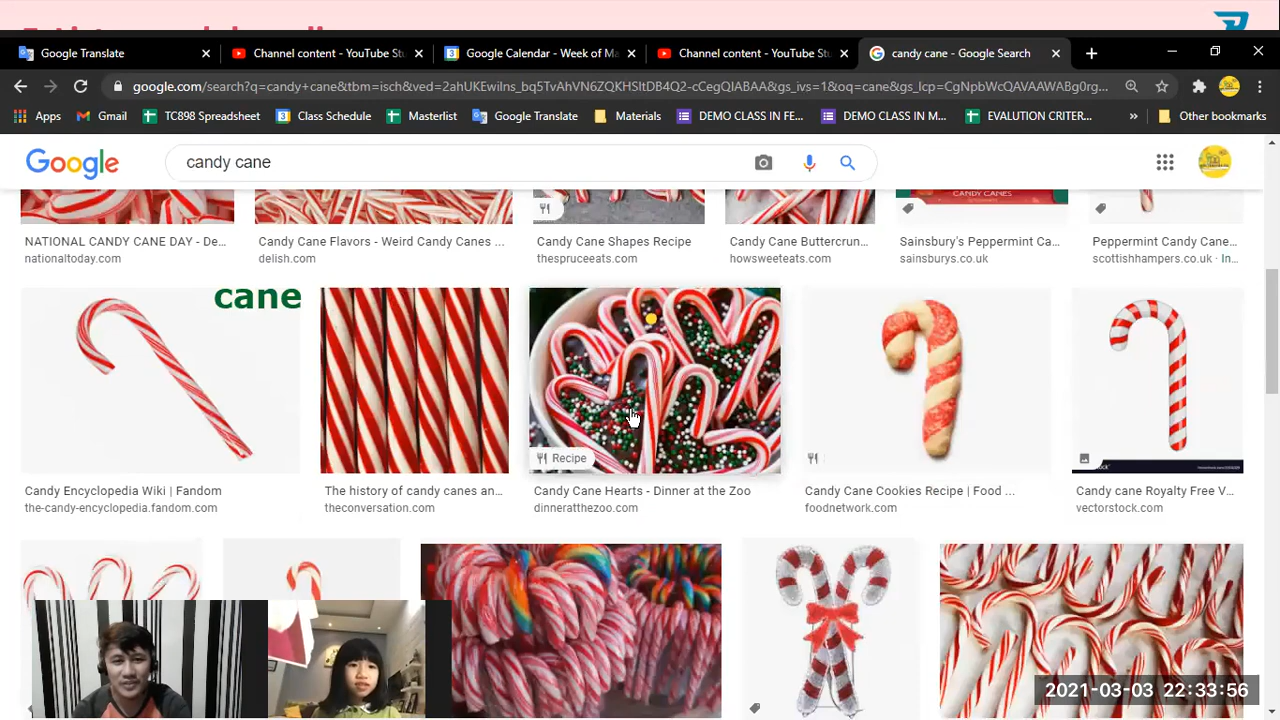 Google Translate
Channel content - YouTube Stu
Google Calendar - Week of Ma
Channel content - YouTube Stu
candy cane - Google Search
google.com/search?q=candy+cane&tbm=isch&ved=2ahUKEwilns_bq5TvAhVN6ZQKHSltDB4Q2-cCegQIABAA&gs_ivs=1&oq=cane&gs_lcp=CgNpbWcQAVAAWABg0rg...
Apps
Gmail
TC898 Spreadsheet
Class Schedule
Masterlist
Google Translate
Materials
DEMO CLASS IN FE...
DEMO CLASS IN M...
EVALUTION CRITER...
»
Other bookmarks
Google
candy cane
CANDY CANES
NATIONAL CANDY CANE DAY - De...
nationaltoday.com
Candy Cane Flavors - Weird Candy Canes ...
delish.com
Candy Cane Shapes Recipe
thespruceeats.com
Candy Cane Buttercrun...
howsweeteats.com
Sainsbury's Peppermint Ca...
sainsburys.co.uk
Peppermint Candy Cane...
scottishhampers.co.uk · In...
cane
Recipe
Candy Encyclopedia Wiki | Fandom
the-candy-encyclopedia.fandom.com
The history of candy canes an...
theconversation.com
Candy Cane Hearts - Dinner at the Zoo
dinneratthezoo.com
Candy Cane Cookies Recipe | Food ...
foodnetwork.com
Candy cane Royalty Free V...
vectorstock.com
2021-03-03 22:33:56